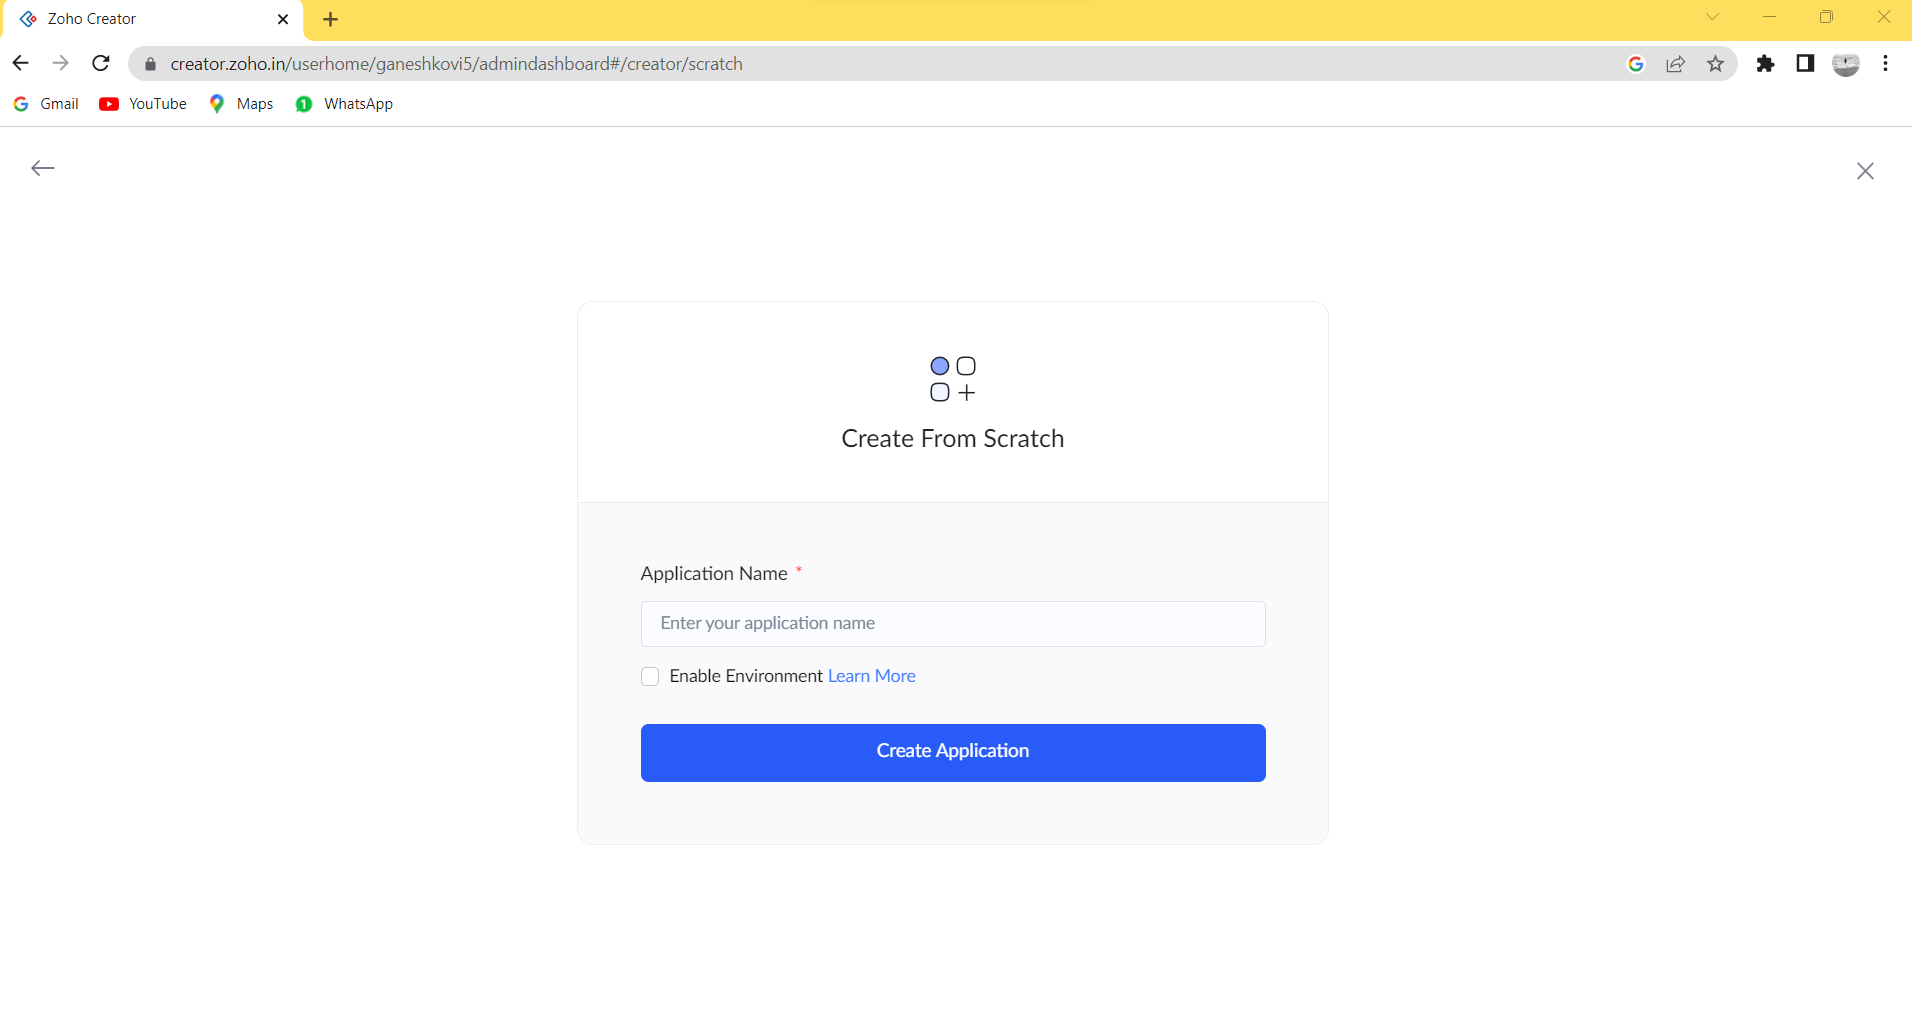 Zoho Creator
creator.zoho.in/userhome/ganeshkovi5/admindashboard#/creator/scratch
Gmail YouTube Maps 1 WhatsApp
Create From Scratch
Application Name *
Enter your application name
Enable Environment Learn More
Create Application